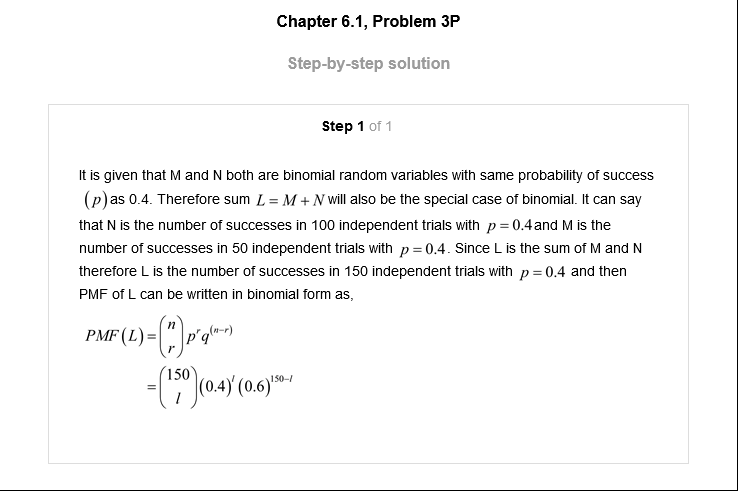 Chapter 6.1, Problem 3P
Step-by-step solution
Step 1 of 1
It is given that M and N both are binomial random variables with same probability of success
(p)as 0.4. Therefore sum L = M + N will also be the special case of binomial. It can say
that N is the number of successes in 100 independent trials with p = 0.4and M is the
number of successes in 50 independent trials with p = 0.4. Since L is the sum of M and N
therefore L is the number of successes in 150 independent trials with p = 0.4 and then
PMF of L can be written in binomial form as,
PMF(L) = (n r) p^r q^(n−r)
= (150 l) (0.4)^l (0.6)^150−l